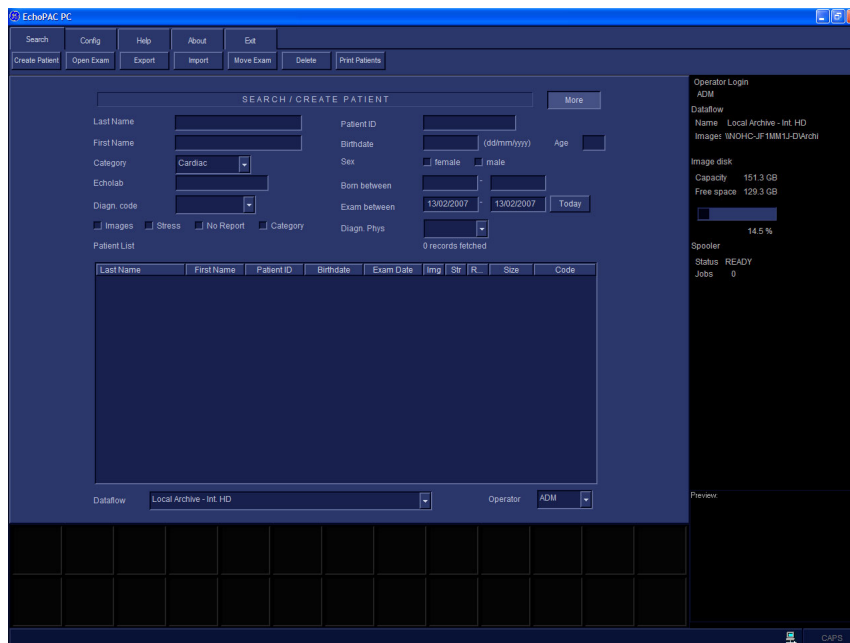 EchoPAC PC
Search Config Help About Exit
Create Patient Open Exam Export Import Move Exam Delete Print Patients
SEARCH / CREATE PATIENT More
Last Name Patient ID
First Name Birthdate (dd/mm/yyyy) Age
Category Cardiac Sex female male
Echolab Born between -
Diagn. code Exam between 13/02/2007 - 13/02/2007 Today
Images Stress No Report Category Diagn. Phys
Patient List 0 records fetched
Last Name First Name Patient ID Birthdate Exam Date Img Str R... Size Code
Dataflow Local Archive - Int. HD Operator ADM
Operator Login
ADM
Dataflow
Name Local Archive - Int. HD
Images \\NOHC-JF1MM1J-D\Archi
Image disk
Capacity 151.3 GB
Free space 129.3 GB
14.5 %
Spooler
Status READY
Jobs 0
Preview:
CAPS